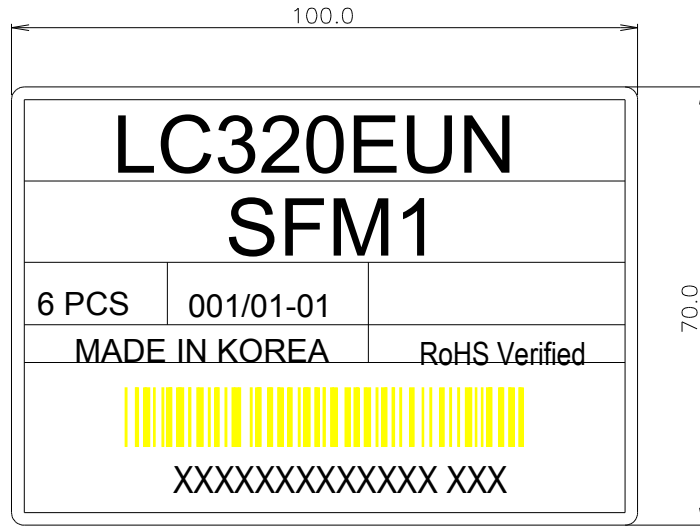 100.0
LC320EUN
SFM1
6 PCS 001/01-01
70.0
MADE IN KOREA RoHS Verified
XXXXXXXXXXXXX XXX